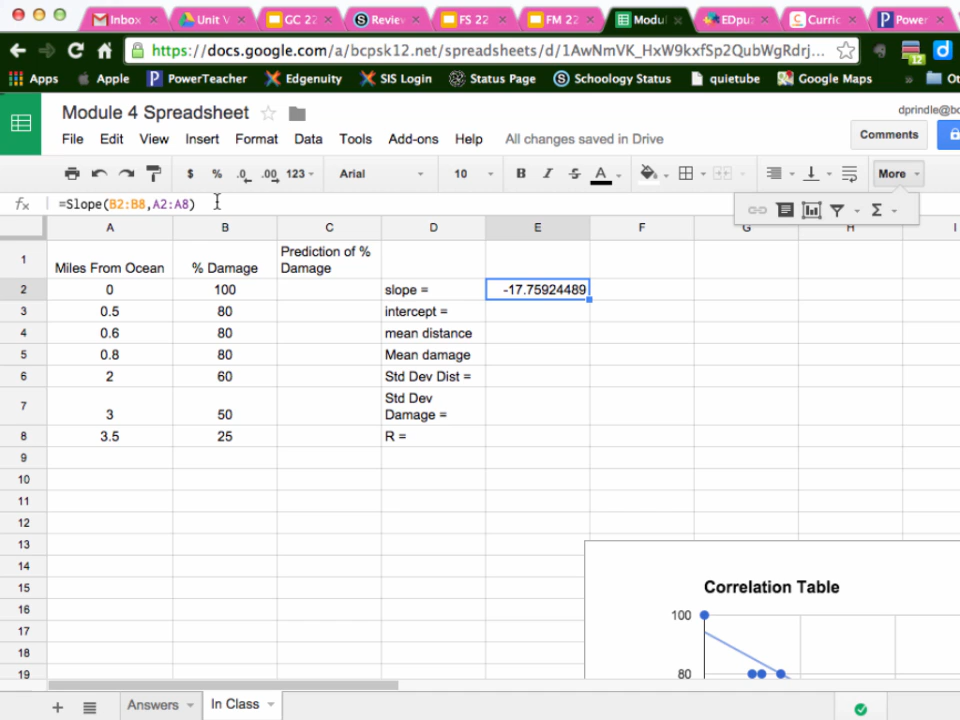 Inbox Unit V GC 22 Review FS 22 FM 22 Modul EDpuz Curric Power
https://docs.google.com/a/bcpsk12.net/spreadsheets/d/1AwNmVK_HxW9kxfSp2QubWgRdrj...
Apps Apple PowerTeacher Edgenuity SIS Login Status Page Schoology Status quietube Google Maps » Ot
12
Module 4 Spreadsheet
dprindle@bc
File Edit View Insert Format Data Tools Add-ons Help All changes saved in Drive
Comments
$ % .0 .00 123 Arial 10 B I S A More
fx =Slope(B2:B8,A2:A8)
Σ
A B C D E F G H I
1 Miles From Ocean % Damage Prediction of %
Damage
2 0 100 slope = -17.75924489
3 0.5 80 intercept =
4 0.6 80 mean distance
5 0.8 80 Mean damage
6 2 60 Std Dev Dist =
7 3 50 Std Dev
Damage =
8 3.5 25 R =
9
10
11
12
13
14
15
16
17
18
19
Correlation Table
100
80
+ Answers In Class